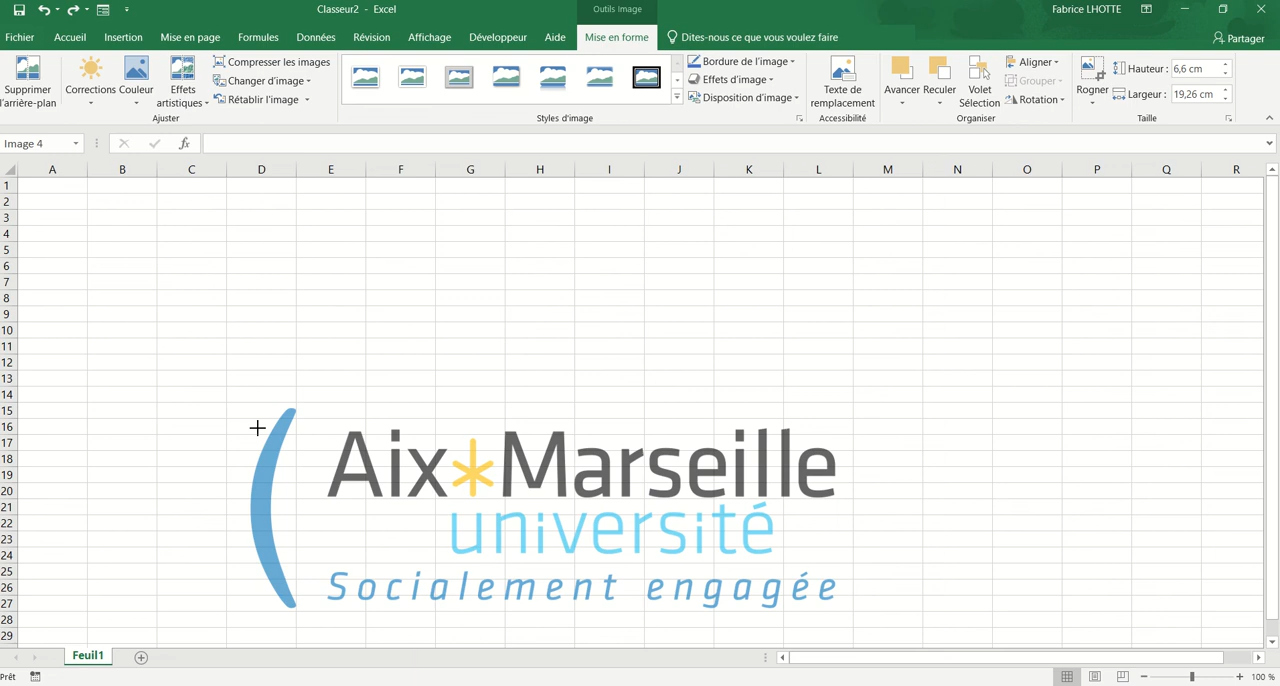 Classeur2 - Excel
Outils Image
Fabrice LHOTTE
Fichier Accueil Insertion Mise en page Formules Données Révision Affichage Développeur Aide Mise en forme Dites-nous ce que vous voulez faire Partager
Supprimer l'arrière-plan
Corrections
Couleur
Effets artistiques
Compresser les images
Changer d'image
Rétablir l'image
Ajuster
Styles d'image
Bordure de l'image
Effets d'image
Disposition d'image
Texte de remplacement
Accessibilité
Avancer
Reculer
Volet Sélection
Aligner
Grouper
Rotation
Organiser
Rogner
Hauteur : 6,6 cm
Largeur : 19,26 cm
Taille
Image 4
fx
A B C D E F G H I J K L M N O P Q R
1
2
3
4
5
6
7
8
9
10
11
12
13
14
15
16
17
18
19
20
21
22
23
24
25
26
27
28
29
Aix*Marseille
université
Socialement engagée
Feuil1
Prêt
100 %